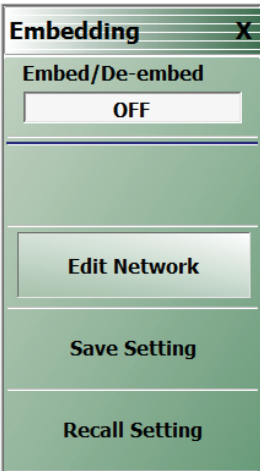 Embedding X
Embed/De-embed
OFF
Edit Network
Save Setting
Recall Setting